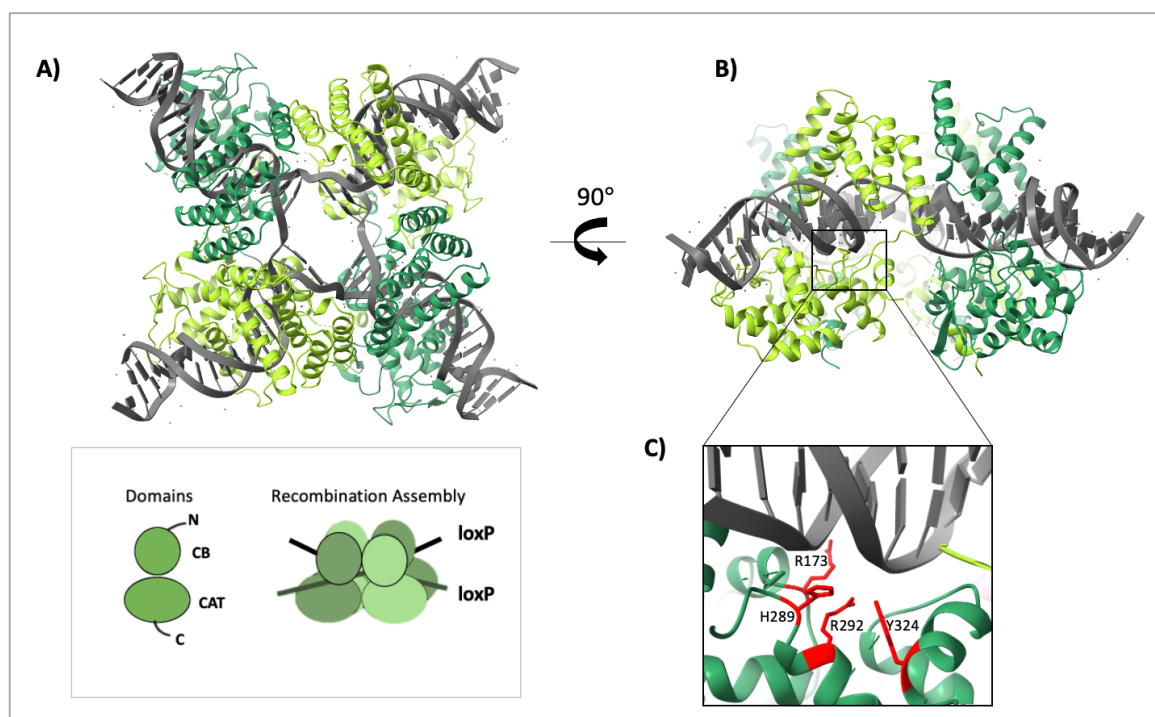 A)
B)
90°
Domains
N
CB
CAT
C
Recombination Assembly
loxP
loxP
C)
R173
H289
R292
Y324